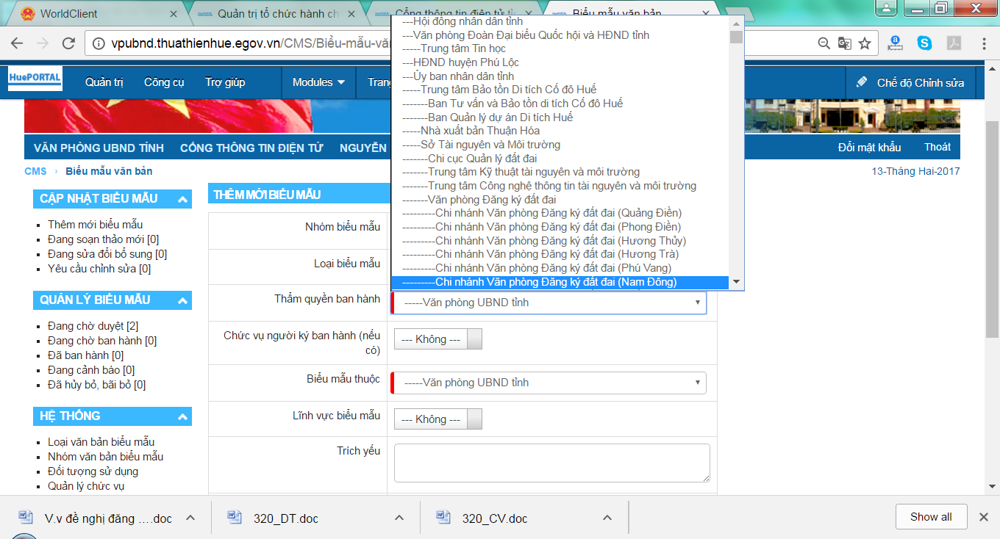 WorldClient
Quản trị tổ chức hành ch
Cổng thông tin điện tử tỉ
Biểu mẫu văn bản
vpubnd.thuathienhue.egov.vn/CMS/Biểu-mẫu-vă
HuePORTAL
Quản trị
Công cụ
Trợ giúp
Modules
Trang
Chế độ Chỉnh sửa
VĂN PHÒNG UBND TỈNH
CỔNG THÔNG TIN ĐIỆN TỬ
NGUYỄN
Đổi mật khẩu
Thoát
CMS › Biểu mẫu văn bản
13-Tháng Hai-2017
CẬP NHẬT BIỂU MẪU
Thêm mới biểu mẫu
Đang soạn thảo mới [0]
Đang sửa đổi bổ sung [0]
Yêu cầu chỉnh sửa [0]
QUẢN LÝ BIỂU MẪU
Đang chờ duyệt [2]
Đang chờ ban hành [0]
Đã ban hành [0]
Đang cảnh báo [0]
Đã hủy bỏ, bãi bỏ [0]
HỆ THỐNG
Loại văn bản biểu mẫu
Nhóm văn bản biểu mẫu
Đối tượng sử dụng
Quản lý chức vụ
THÊM MỚI BIỂU MẪU
Nhóm biểu mẫu
Loại biểu mẫu
---Hội đồng nhân dân tỉnh
---Văn phòng Đoàn Đại biểu Quốc hội và HĐND tỉnh
-----Trung tâm Tin học
---HĐND huyện Phú Lộc
---Ủy ban nhân dân tỉnh
-----Trung tâm Bảo tồn Di tích Cố đô Huế
-------Ban Tư vấn và Bảo tồn di tích Cố đô Huế
-------Ban Quản lý dự án Di tích Huế
-----Nhà xuất bản Thuận Hóa
-----Sở Tài nguyên và Môi trường
-------Chi cục Quản lý đất đai
-------Trung tâm Kỹ thuật tài nguyên và môi trường
-------Trung tâm Công nghệ thông tin tài nguyên và môi trường
-------Văn phòng Đăng ký đất đai
---------Chi nhánh Văn phòng Đăng ký đất đai (Quảng Điền)
---------Chi nhánh Văn phòng Đăng ký đất đai (Phong Điền)
---------Chi nhánh Văn phòng Đăng ký đất đai (Hương Thủy)
---------Chi nhánh Văn phòng Đăng ký đất đai (Hương Trà)
---------Chi nhánh Văn phòng Đăng ký đất đai (Phú Vang)
---------Chi nhánh Văn phòng Đăng ký đất đai (Nam Đông)
Thẩm quyền ban hành
-----Văn phòng UBND tỉnh
Chức vụ người ký ban hành (nếu
có)
--- Không ---
Biểu mẫu thuộc
-----Văn phòng UBND tỉnh
Lĩnh vực biểu mẫu
--- Không ---
Trích yếu
V.v đề nghị đăng ....doc
320_DT.doc
320_CV.doc
Show all